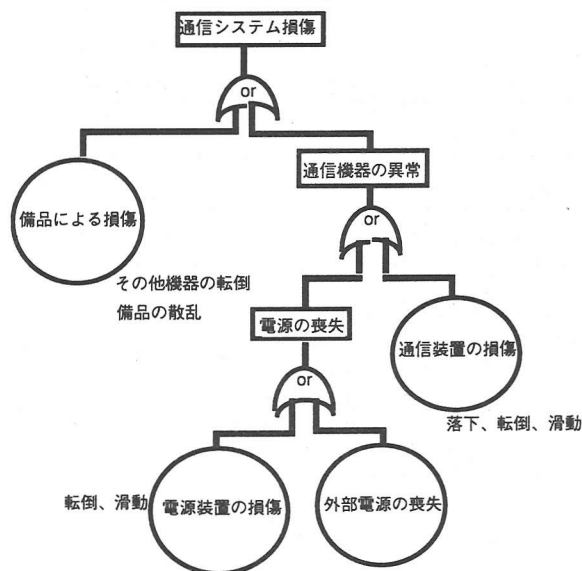 通信システム損傷
or
通信機器の異常
備品による損傷
or
その他機器の転倒
備品の散乱
電源の喪失
通信装置の損傷
or
落下、転倒、滑動
転倒、滑動
電源装置の損傷
外部電源の喪失